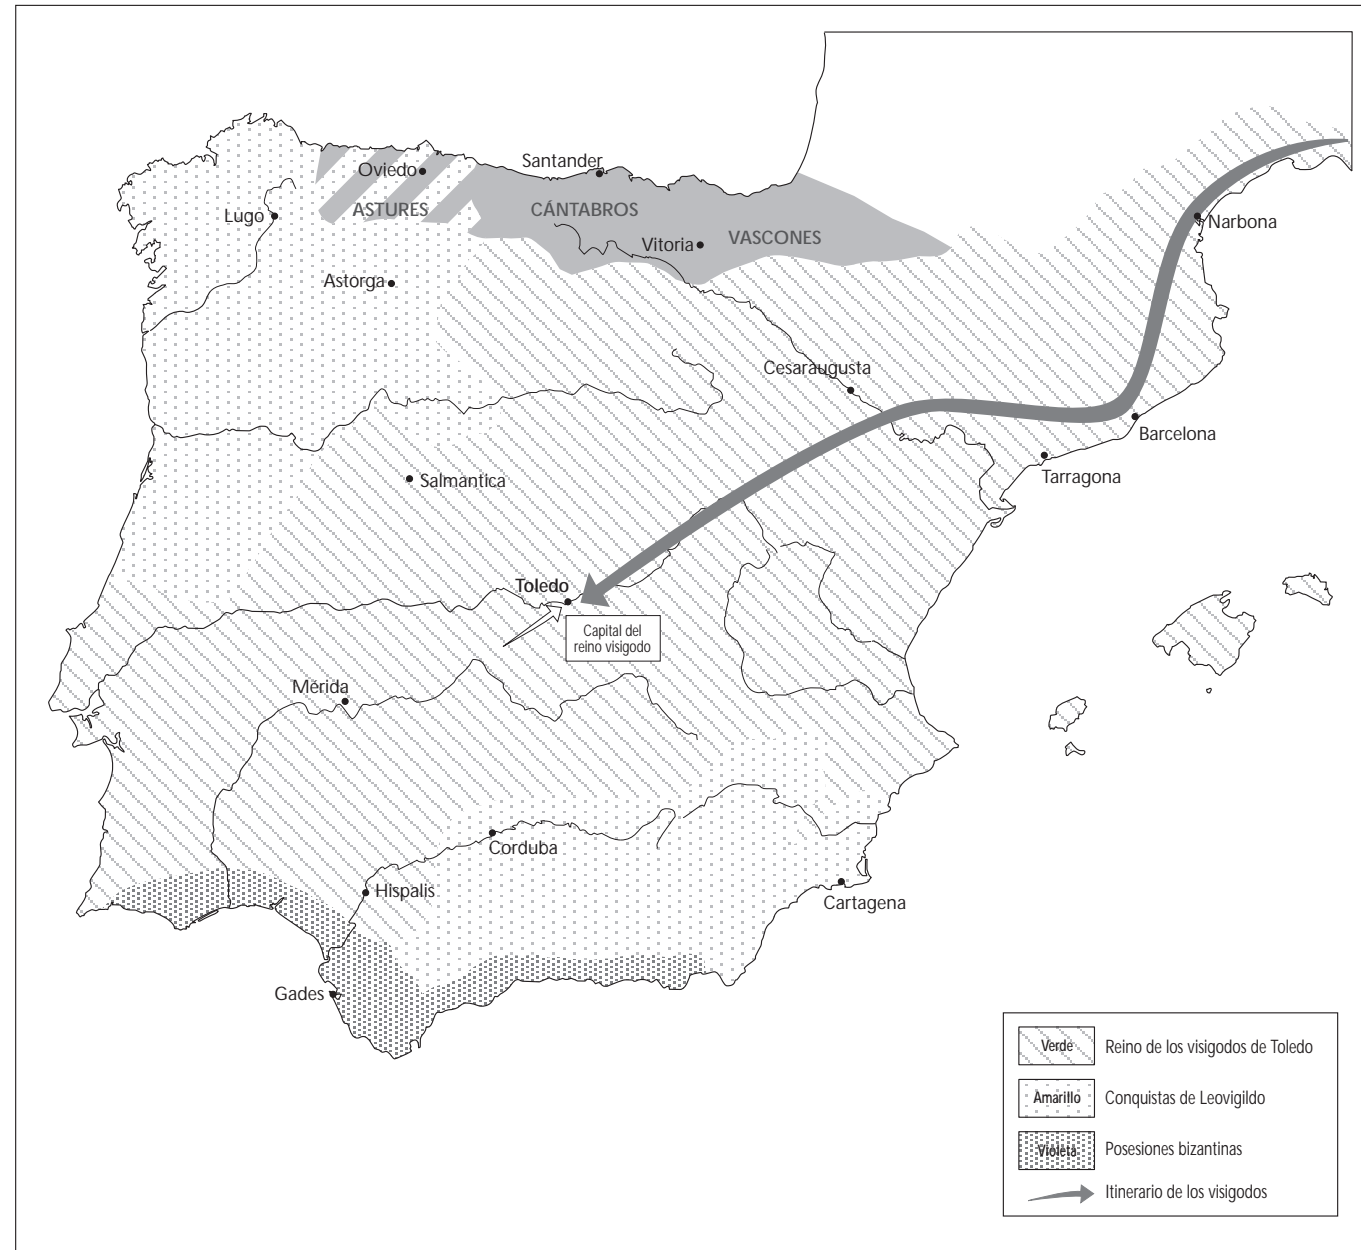 Santander
Oviedo
ASTURES
CÁNTABROS
Lugo
Narbona
VASCONES
Vitoria
Astorga
Cesaraugusta
Barcelona
Tarragona
Salmantica
Toledo
Capital del
reino visigodo
Mérida
Corduba
Hispalis
Cartagena
Gades
Verde Reino de los visigodos de Toledo
Amarillo Conquistas de Leovigildo
Violeta Posesiones bizantinas
Itinerario de los visigodos